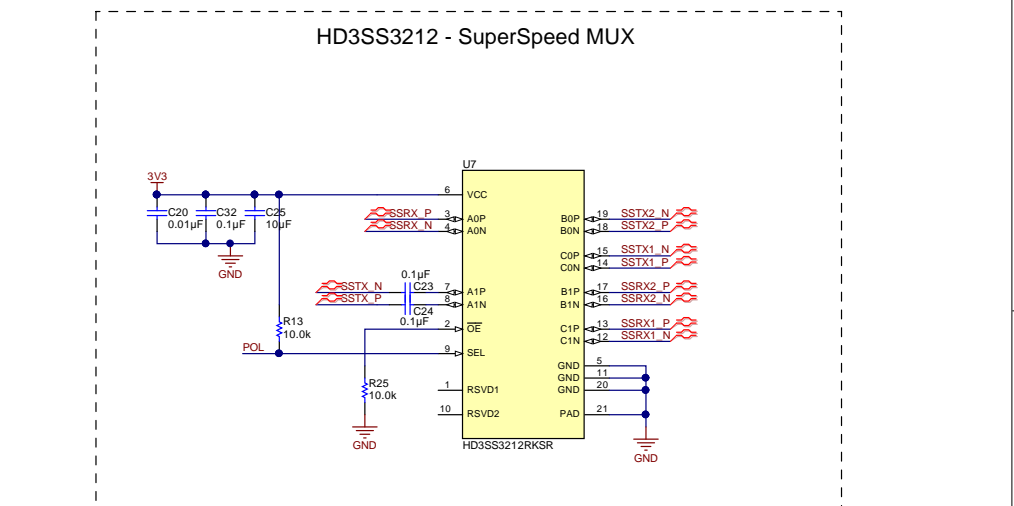 HD3SS3212 - SuperSpeed MUX
U7
3V3
C20
0.01µF
C32
0.1µF
C25
10µF
GND
6
VCC
SSRX_P
3
A0P
SSRX_N
4
A0N
0.1µF
SSTX_N
C23
7
A1P
SSTX_P
8
A1N
C24
0.1µF
2
OE
R13
10.0k
POL
9
SEL
R25
10.0k
1
RSVD1
10
RSVD2
GND
B0P
19
SSTX2_N
B0N
18
SSTX2_P
C0P
15
SSTX1_N
C0N
14
SSTX1_P
B1P
17
SSRX2_P
B1N
16
SSRX2_N
C1P
13
SSRX1_P
C1N
12
SSRX1_N
GND
5
GND
11
GND
20
PAD
21
GND
HD3SS3212RKSR